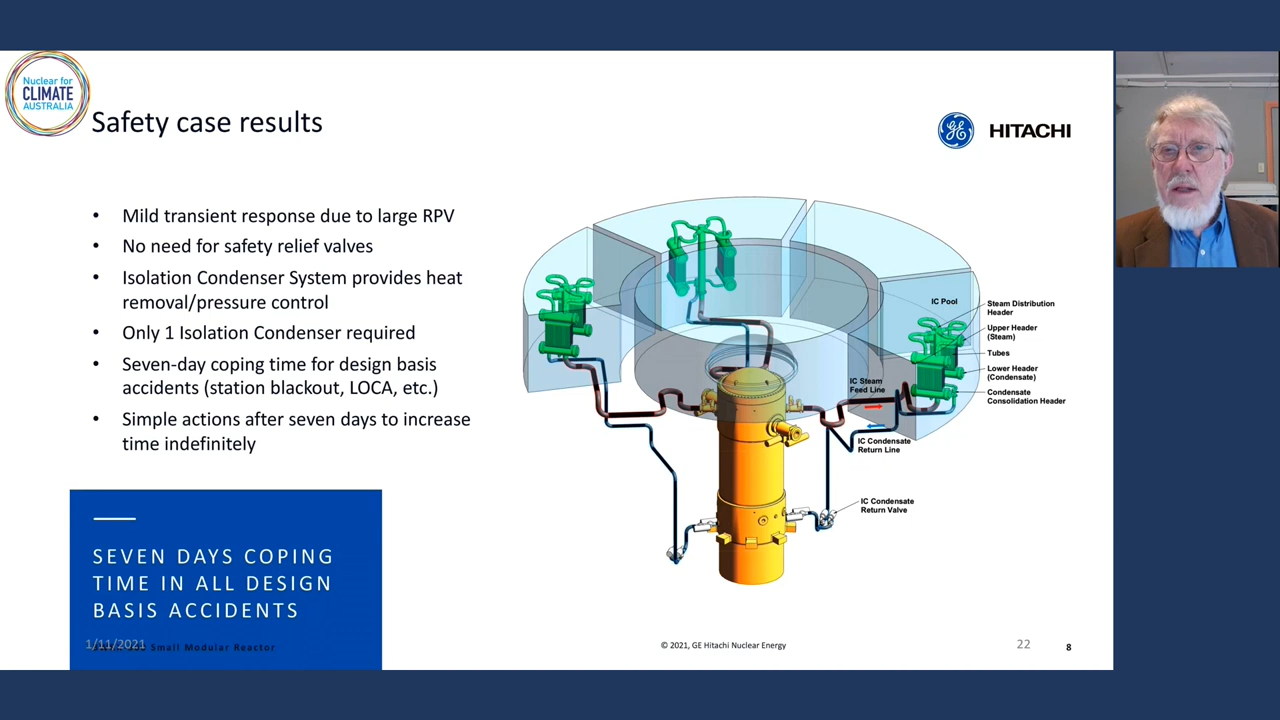 Nuclear for
CLIMATE
AUSTRALIA
Safety case results
GE
HITACHI
• Mild transient response due to large RPV
• No need for safety relief valves
• Isolation Condenser System provides heat
removal/pressure control
• Only 1 Isolation Condenser required
• Seven-day coping time for design basis
accidents (station blackout, LOCA, etc.)
• Simple actions after seven days to increase
time indefinitely
IC Pool
Steam Distribution
Header
Upper Header
(Steam)
Tubes
Lower Header
(Condensate)
Condensate
Consolidation Header
IC Steam
Feed Line
IC Condensate
Return Line
IC Condensate
Return Valve
SEVEN DAYS COPING
TIME IN ALL DESIGN
BASIS ACCIDENTS
1/11/2021
Small Modular Reactor
© 2021, GE Hitachi Nuclear Energy
22
8